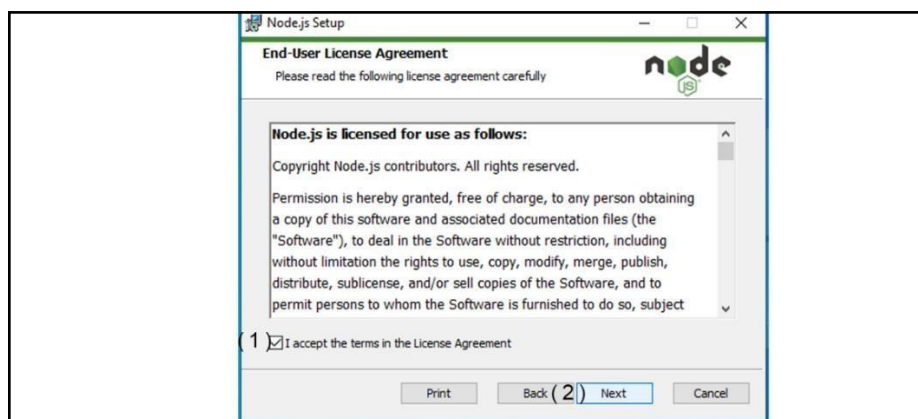 Node.js Setup
End-User License Agreement
Please read the following license agreement carefully
node
JS
Node.js is licensed for use as follows:
Copyright Node.js contributors. All rights reserved.
Permission is hereby granted, free of charge, to any person obtaining
a copy of this software and associated documentation files (the
"Software"), to deal in the Software without restriction, including
without limitation the rights to use, copy, modify, merge, publish,
distribute, sublicense, and/or sell copies of the Software, and to
permit persons to whom the Software is furnished to do so, subject
(1) I accept the terms in the License Agreement
Print Back (2) Next Cancel